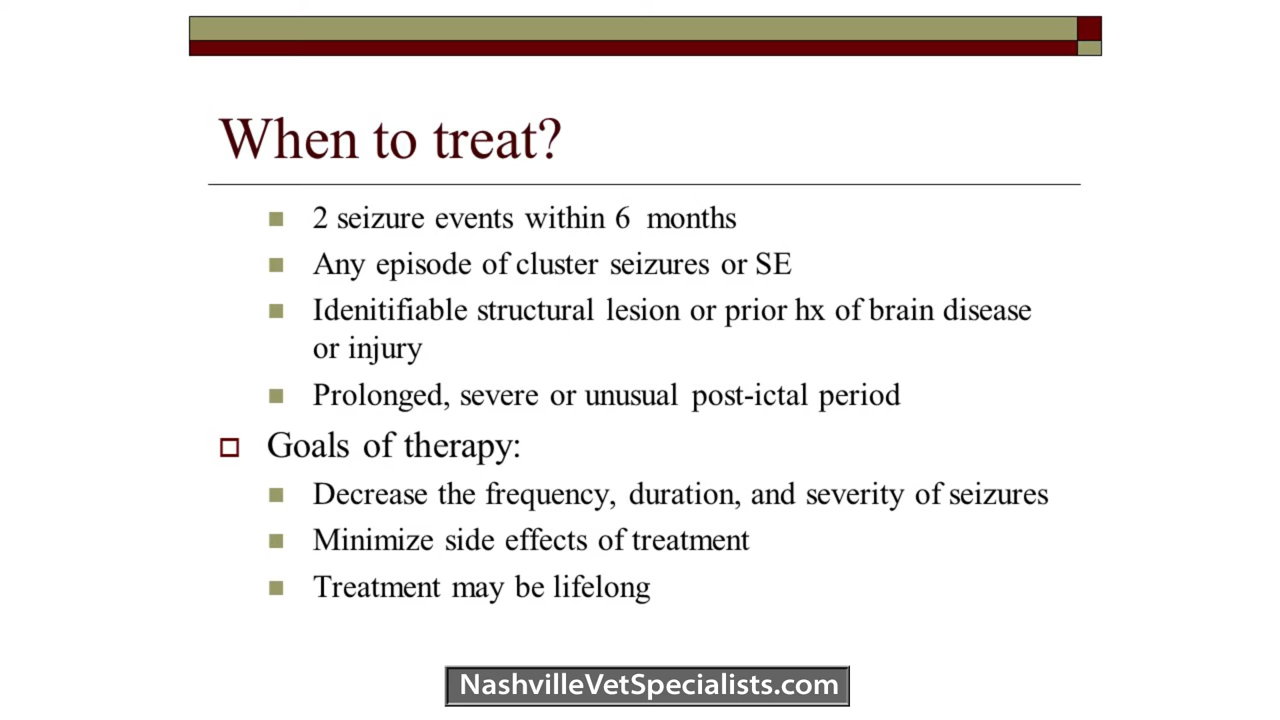 When to treat?
2 seizure events within 6 months
Any episode of cluster seizures or SE
Idenitifiable structural lesion or prior hx of brain disease
or injury
Prolonged, severe or unusual post-ictal period
Goals of therapy:
Decrease the frequency, duration, and severity of seizures
Minimize side effects of treatment
Treatment may be lifelong
NashvilleVetSpecialists.com